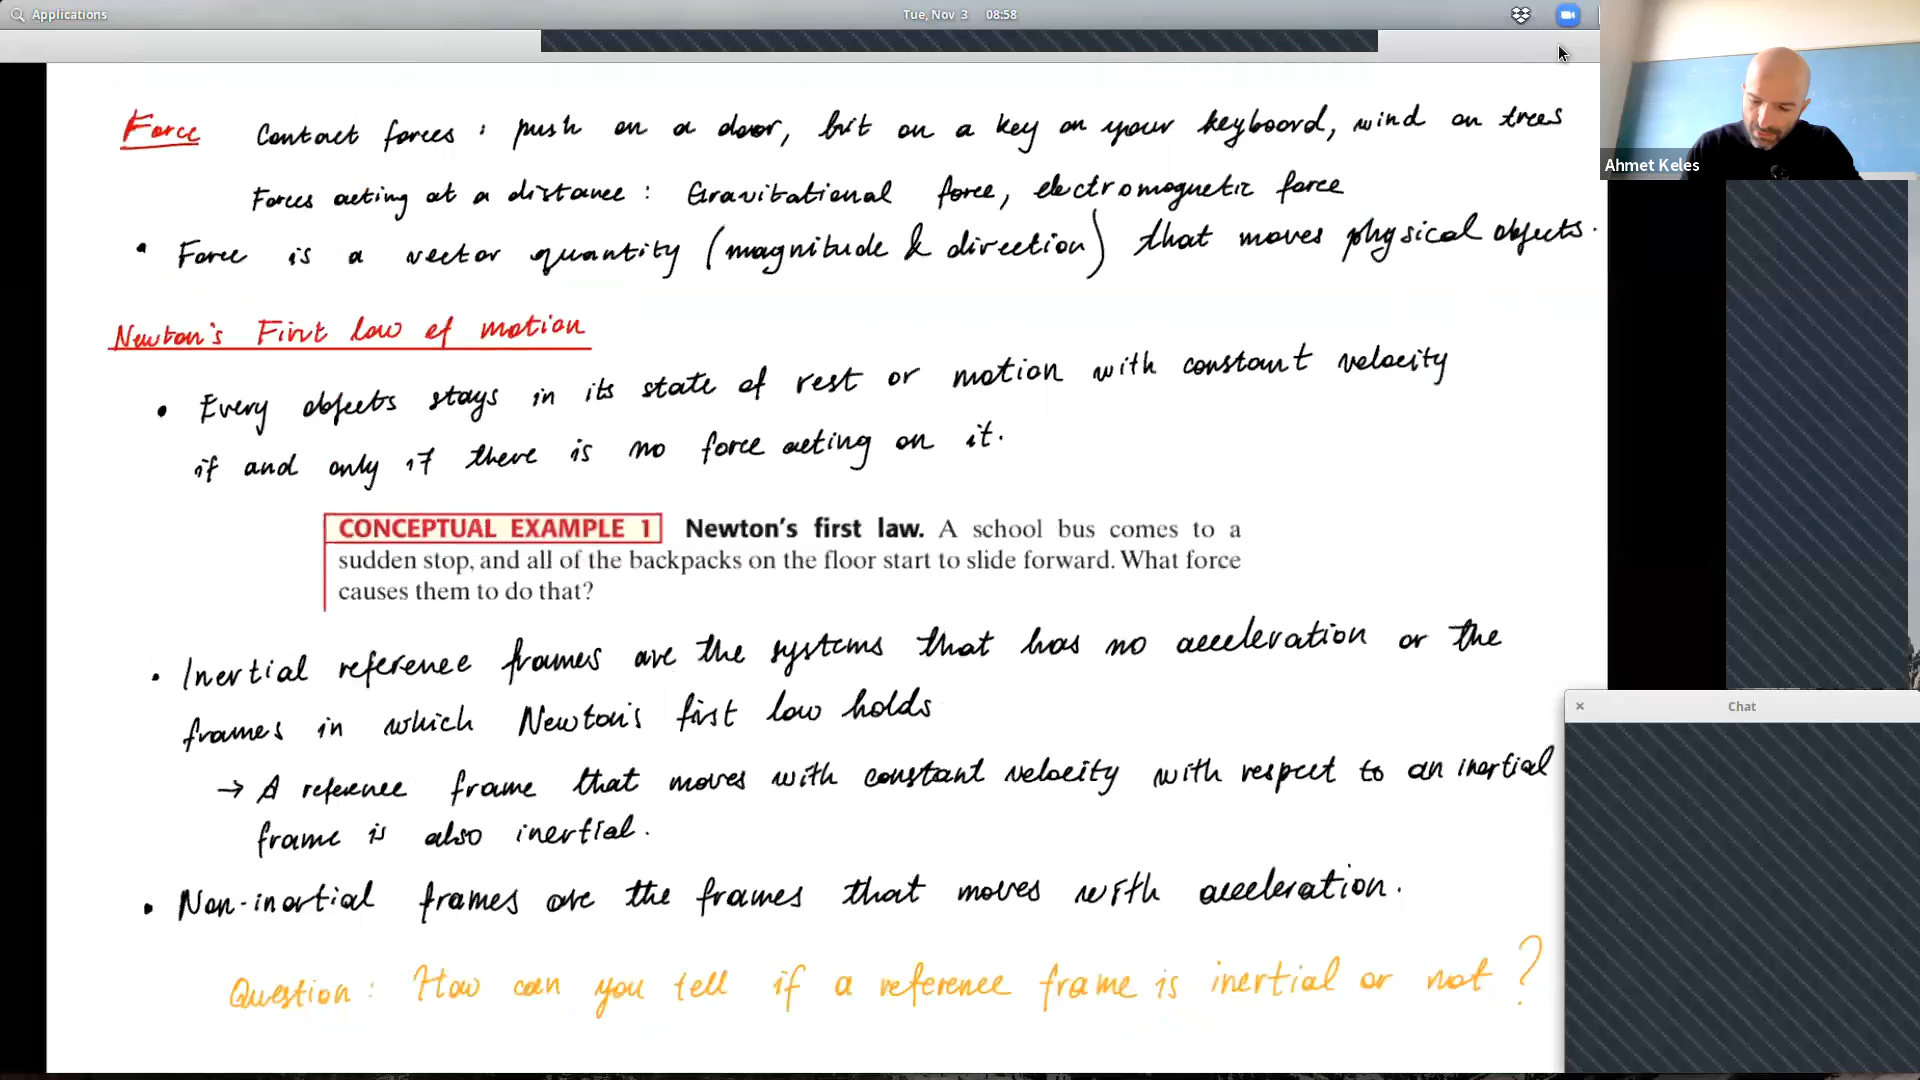 Applications
Tue, Nov 3 08:58
Ahmet Keles
Force Contact forces : push on a door, hit on a key on your keyboard, wind on trees
Forces acting at a distance : Gravitational force, electromagnetic force
• Force is a vector quantity (magnitude & direction) that moves physical objects.
Newton's First law of motion
• Every objects stays in its state of rest or motion with constant velocity
if and only if there is no force acting on it.
CONCEPTUAL EXAMPLE 1 Newton's first law. A school bus comes to a
sudden stop, and all of the backpacks on the floor start to slide forward. What force
causes them to do that?
• Inertial reference frames are the systems that has no acceleration or the
frames in which Newton's first law holds
→ A reference frame that moves with constant velocity with respect to an inertial
frame is also inertial.
• Non-inertial frames are the frames that moves with acceleration.
Question : How can you tell if a reference frame is inertial or not ?
Chat